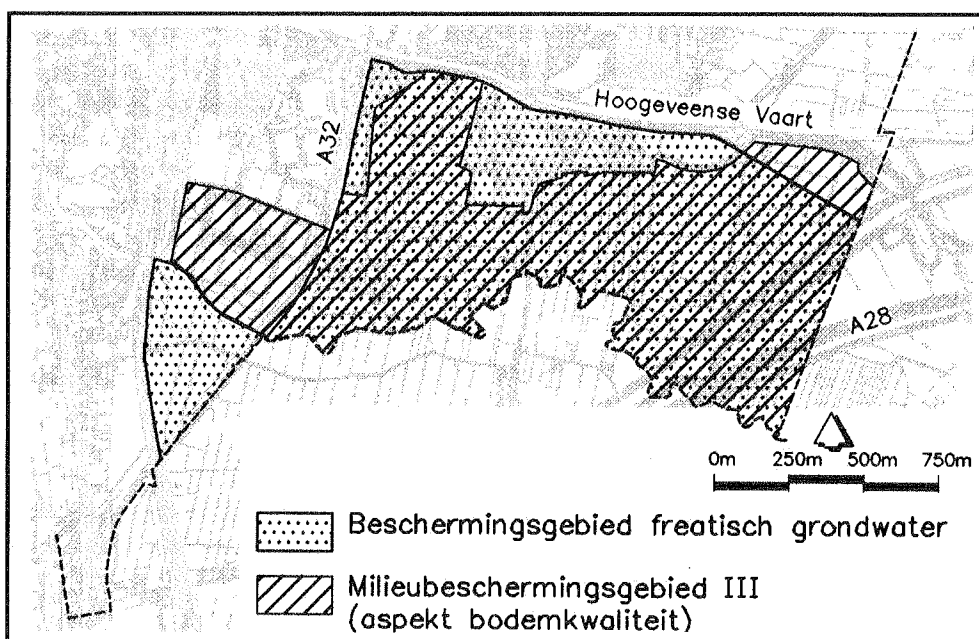 Hoogeveense Vaart
A32
A28
0m 250m 500m 750m
Beschermingsgebied freatisch grondwater
Milieubeschermingsgebied III
(aspekt bodemkwaliteit)